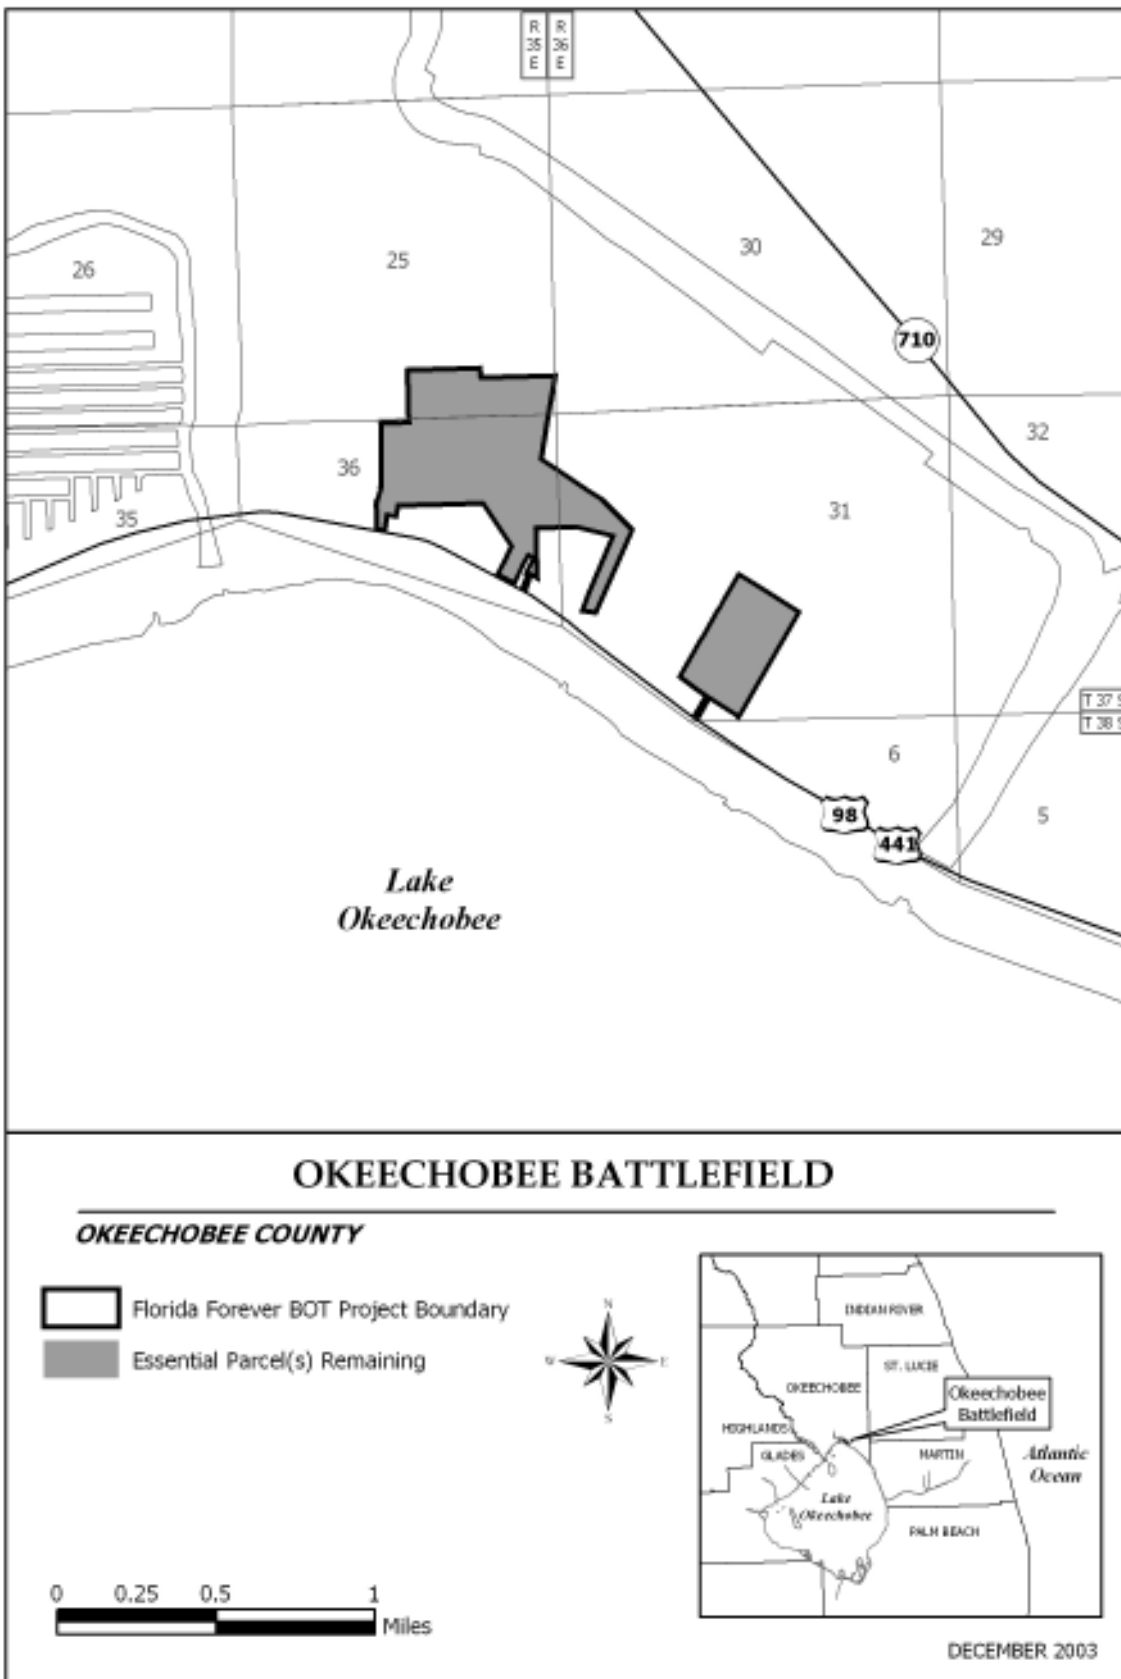 R
35
E
R
36
E
29
30
25
26
710
32
36
31
35
T 37 S
T 38 S
6
98
5
441
Lake
Okeechobee
OKEECHOBEE BATTLEFIELD
OKEECHOBEE COUNTY
Florida Forever BOT Project Boundary
Essential Parcel(s) Remaining
N
W
E
S
INDIAN RIVER
ST. LUCIE
OKEECHOBEE
Okeechobee
Battlefield
HIGHLANDS
GLADES
MARTIN
Atlantic
Ocean
Lake
Okeechobee
PALM BEACH
0 0.25 0.5 1
Miles
DECEMBER 2003